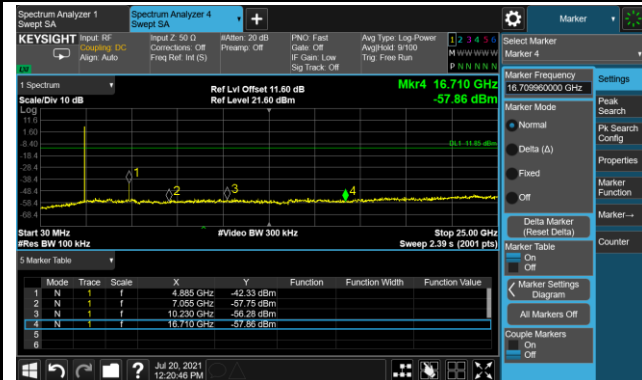 Spectrum Analyzer 1
Swept SA
Spectrum Analyzer 4
Swept SA
+
Marker
KEYSIGHT
Input: RF
Coupling: DC
Align: Auto
Input Z: 50 Ω
Corrections: Off
Freq Ref: Int (S)
#Atten: 20 dB
Preamp: Off
PNO: Fast
Gate: Off
IF Gain: Low
Sig Track: Off
Avg Type: Log-Power
Avg|Hold: 9/100
Trig: Free Run
1 2 3 4 5 6
M W W W W W
P N N N N N
Select Marker
Marker 4
1 Spectrum
Scale/Div 10 dB
Ref Lvl Offset 11.60 dB
Ref Level 21.60 dBm
Mkr4 16.710 GHz
-57.86 dBm
Log
11.6
1.60
-8.40
-18.4
-28.4
-38.4
-48.4
-58.4
-68.4
DL1 -11.85 dBm
1
2
3
4
Start 30 MHz
#Res BW 100 kHz
#Video BW 300 kHz
Stop 25.00 GHz
Sweep 2.39 s (2001 pts)
5 Marker Table
Mode Trace Scale X Y Function Function Width Function Value
1 N 1 f 4.885 GHz -42.33 dBm
2 N 1 f 7.055 GHz -57.75 dBm
3 N 1 f 10.230 GHz -56.28 dBm
4 N 1 f 16.710 GHz -57.86 dBm
5
6
Marker Frequency
16.709960000 GHz
Marker Mode
Normal
Delta (Δ)
Fixed
Off
Delta Marker
(Reset Delta)
Marker Table
On
Off
Marker Settings
Diagram
All Markers Off
Couple Markers
On
Off
Settings
Peak
Search
Pk Search
Config
Properties
Marker
Function
Marker→
Counter
?
Jul 20, 2021
12:20:46 PM